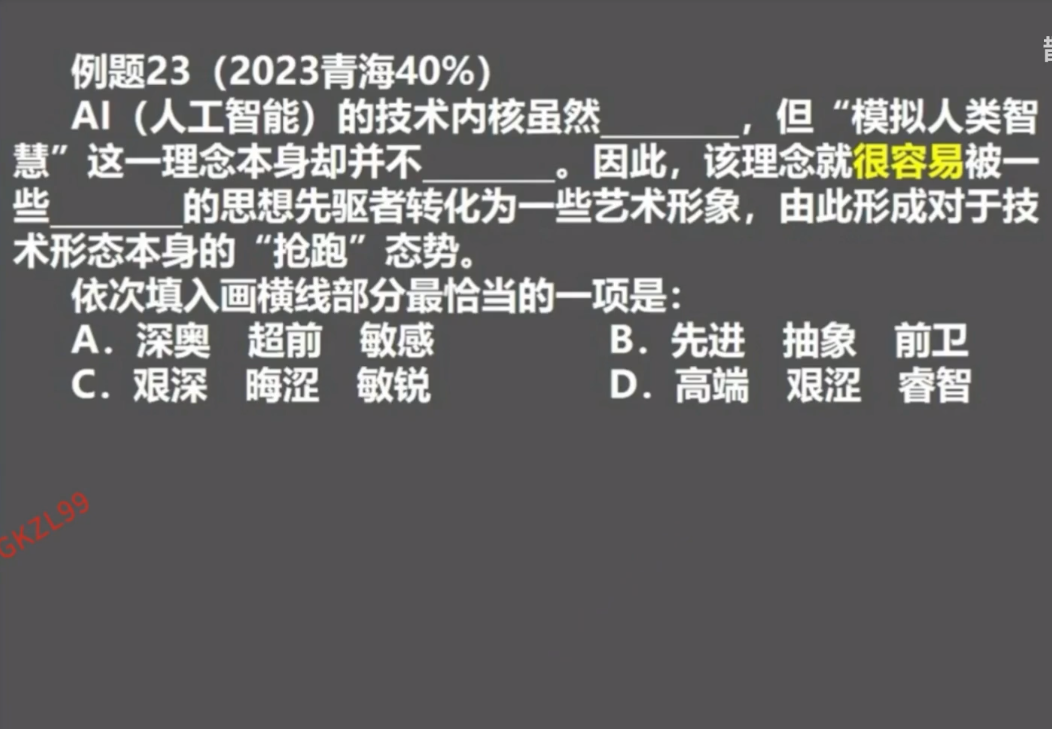 例题23（2023青海40%）
AI（人工智能）的技术内核虽然________，但“模拟人类智
慧”这一理念本身却并不________。因此，该理念就很容易被一
些________的思想先驱者转化为一些艺术形象，由此形成对于技
术形态本身的“抢跑”态势。
依次填入画横线部分最恰当的一项是：
A．深奥 超前 敏感 B．先进 抽象 前卫
C．艰深 晦涩 敏锐 D．高端 艰涩 睿智
GKZL99